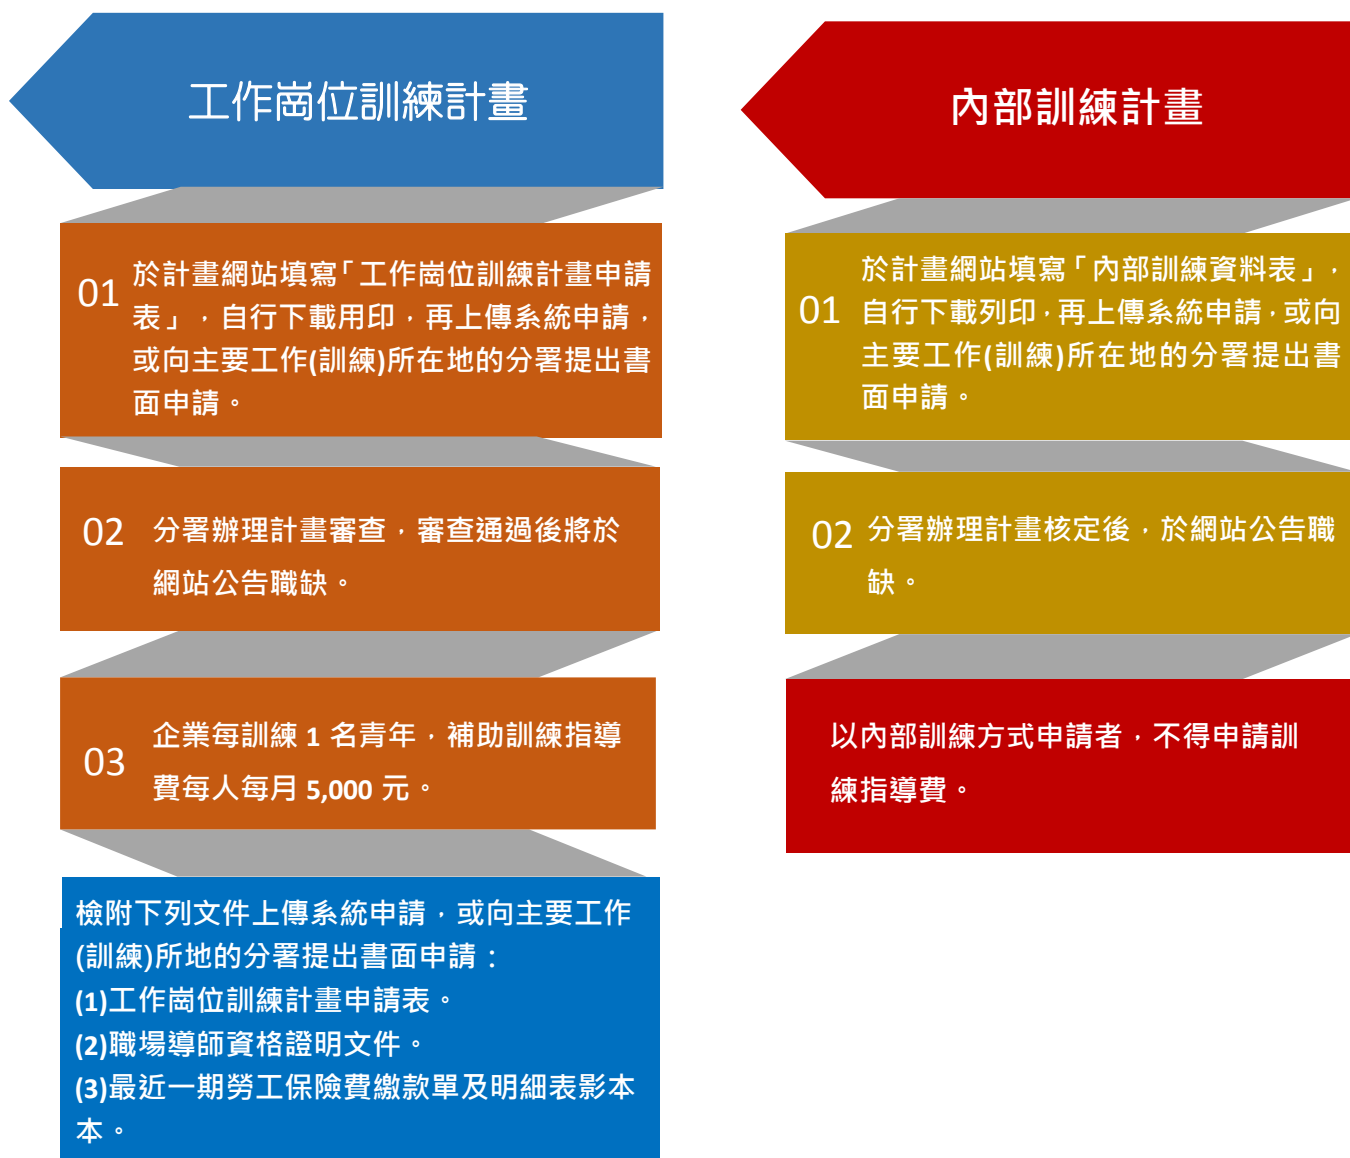 工作崗位訓練計畫
01
於計畫網站填寫「工作崗位訓練計畫申請
表」，自行下載用印，再上傳系統申請，
或向主要工作(訓練)所在地的分署提出書
面申請。
02
分署辦理計畫審查，審查通過後將於
網站公告職缺。
03
企業每訓練 1 名青年，補助訓練指導
費每人每月 5,000 元。
檢附下列文件上傳系統申請，或向主要工作
(訓練)所地的分署提出書面申請：
(1)工作崗位訓練計畫申請表。
(2)職場導師資格證明文件。
(3)最近一期勞工保險費繳款單及明細表影本
本。
內部訓練計畫
01
於計畫網站填寫「內部訓練資料表」，
自行下載列印，再上傳系統申請，或向
主要工作(訓練)所在地的分署提出書
面申請。
02
分署辦理計畫核定後，於網站公告職
缺。
以內部訓練方式申請者，不得申請訓
練指導費。